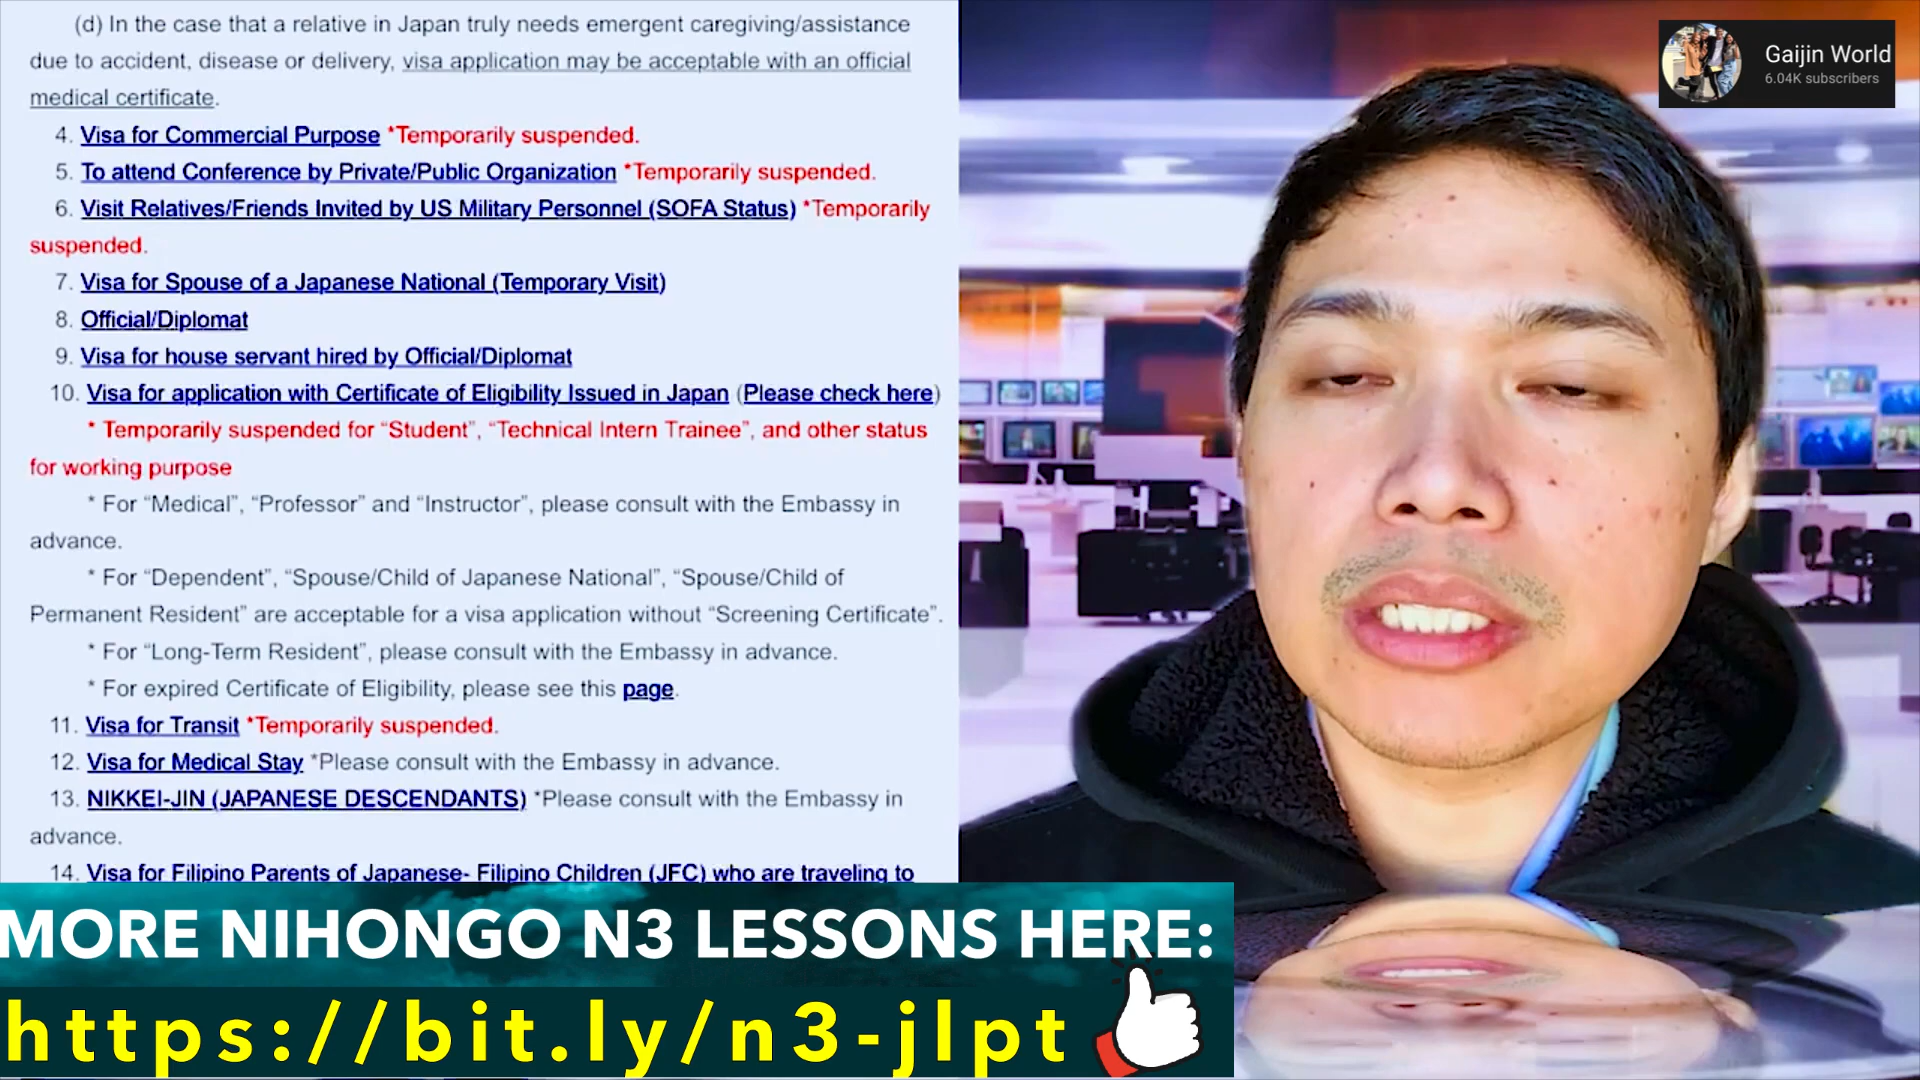 (d) In the case that a relative in Japan truly needs emergent caregiving/assistance
due to accident, disease or delivery, visa application may be acceptable with an official
medical certificate.
4. Visa for Commercial Purpose *Temporarily suspended.
5. To attend Conference by Private/Public Organization *Temporarily suspended.
6. Visit Relatives/Friends Invited by US Military Personnel (SOFA Status) *Temporarily
suspended.
7. Visa for Spouse of a Japanese National (Temporary Visit)
8. Official/Diplomat
9. Visa for house servant hired by Official/Diplomat
10. Visa for application with Certificate of Eligibility Issued in Japan (Please check here)
* Temporarily suspended for “Student”, “Technical Intern Trainee”, and other status
for working purpose
* For “Medical”, “Professor” and “Instructor”, please consult with the Embassy in
advance.
* For “Dependent”, “Spouse/Child of Japanese National”, “Spouse/Child of
Permanent Resident” are acceptable for a visa application without “Screening Certificate”.
* For “Long-Term Resident”, please consult with the Embassy in advance.
* For expired Certificate of Eligibility, please see this page.
11. Visa for Transit *Temporarily suspended.
12. Visa for Medical Stay *Please consult with the Embassy in advance.
13. NIKKEI-JIN (JAPANESE DESCENDANTS) *Please consult with the Embassy in
advance.
14. Visa for Filipino Parents of Japanese- Filipino Children (JFC) who are traveling to
MORE NIHONGO N3 LESSONS HERE:
https://bit.ly/n3-jlpt
Gaijin World
6.04K subscribers